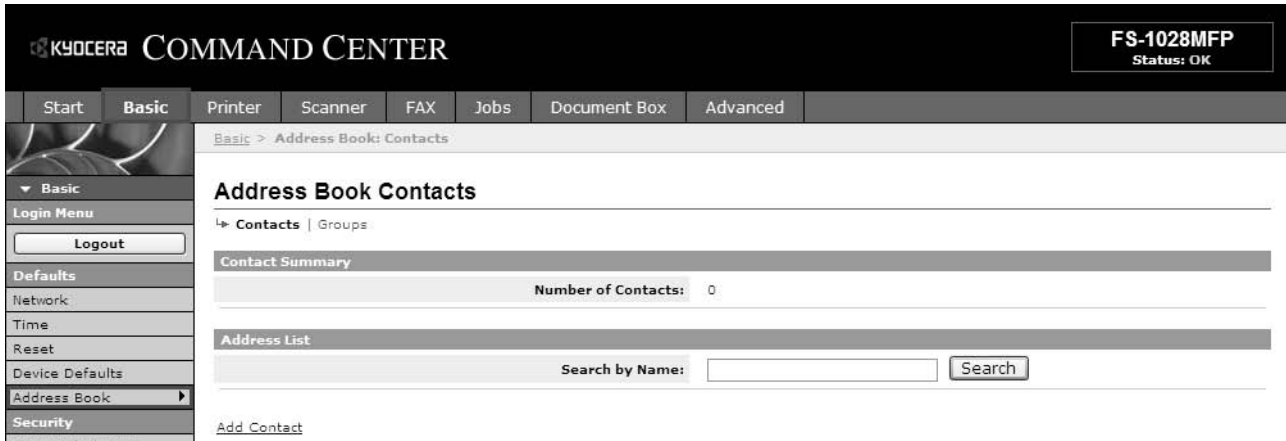 KYOCERA COMMAND CENTER
FS-1028MFP
Status: OK
Start Basic Printer Scanner FAX Jobs Document Box Advanced
Basic > Address Book: Contacts
Basic
Login Menu
Logout
Defaults
Network
Time
Reset
Device Defaults
Address Book
Security
Address Book Contacts
Contacts | Groups
Contact Summary
Number of Contacts: 0
Address List
Search by Name: Search
Add Contact